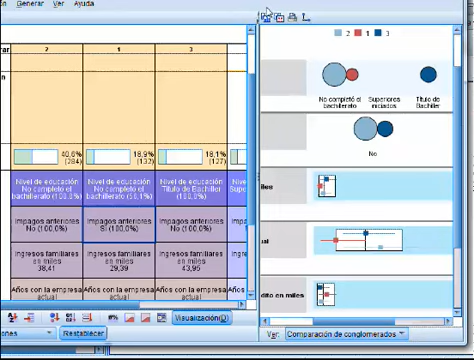 Generar Ver Ayuda
2 1 3
2 1 3
No completó el bachillerato
Superiores iniciados
Título de Bachiller
No
40,6% (284)
18,9% (132)
18,1% (127)
Nivel de educación
No completó el bachillerato (100,0%)
Nivel de educación
No completó el bachillerato (58,1%)
Nivel de educación
Título de Bachiller (100,0%)
Impagos anteriores
No (100,0%)
Impagos anteriores
Sí (100,0%)
Impagos anteriores
No (100,0%)
Ingresos familiares en miles
38,41
Ingresos familiares en miles
29,39
Ingresos familiares en miles
43,95
Años con la empresa actual
Años con la empresa actual
Años con la empresa actual
dito en miles
Restablecer
Visualización(D)
Ver: Comparación de conglomerados